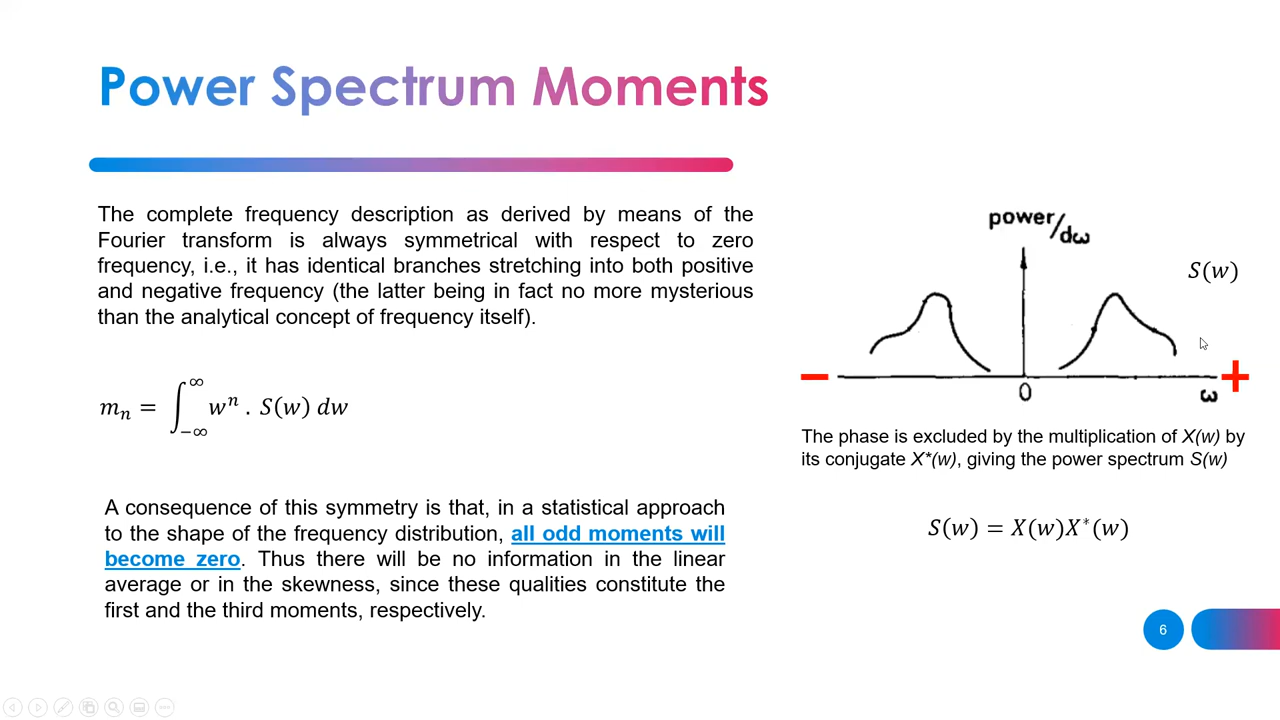 Power Spectrum Moments
The complete frequency description as derived by means of the
Fourier transform is always symmetrical with respect to zero
frequency, i.e., it has identical branches stretching into both positive
and negative frequency (the latter being in fact no more mysterious
than the analytical concept of frequency itself).
mₙ = ∫_{−∞}^{∞} wⁿ . S(w) dw
A consequence of this symmetry is that, in a statistical approach
to the shape of the frequency distribution, all odd moments will
become zero. Thus there will be no information in the linear
average or in the skewness, since these qualities constitute the
first and the third moments, respectively.
power/dω
S(w)
− +
0
ω
The phase is excluded by the multiplication of X(w) by
its conjugate X*(w), giving the power spectrum S(w)
S(w) = X(w)X*(w)
6